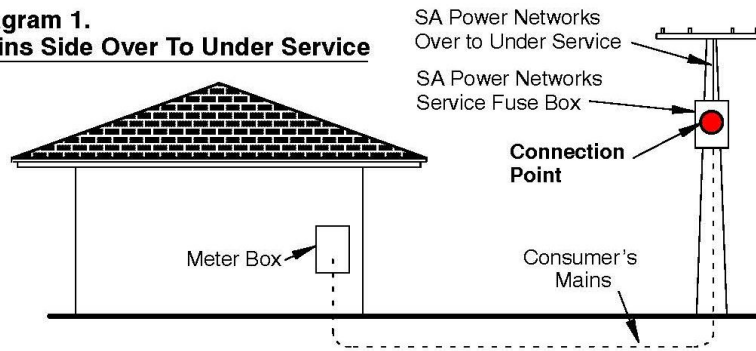 gram 1.
ins Side Over To Under Service
SA Power Networks
Over to Under Service
SA Power Networks
Service Fuse Box
Connection
Point
Meter Box
Consumer's
Mains